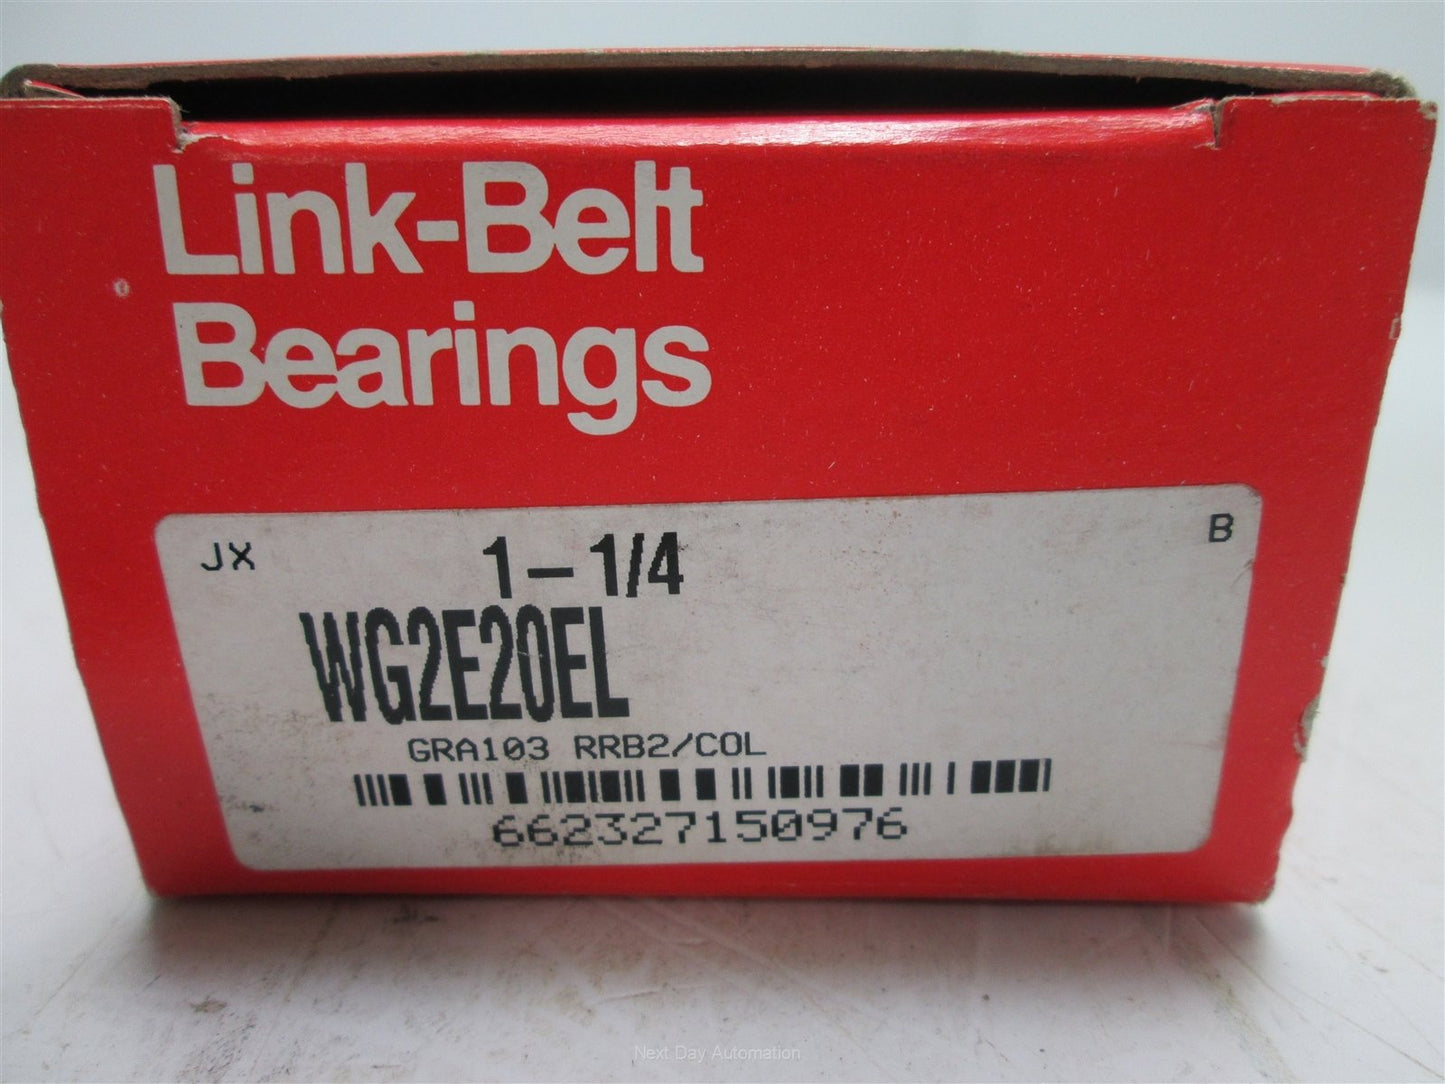 Link-Belt
Bearings
JX 1-1/4 B
WG2E20EL
GRA103 RRB2/COL
662327150976
Next Day Automation